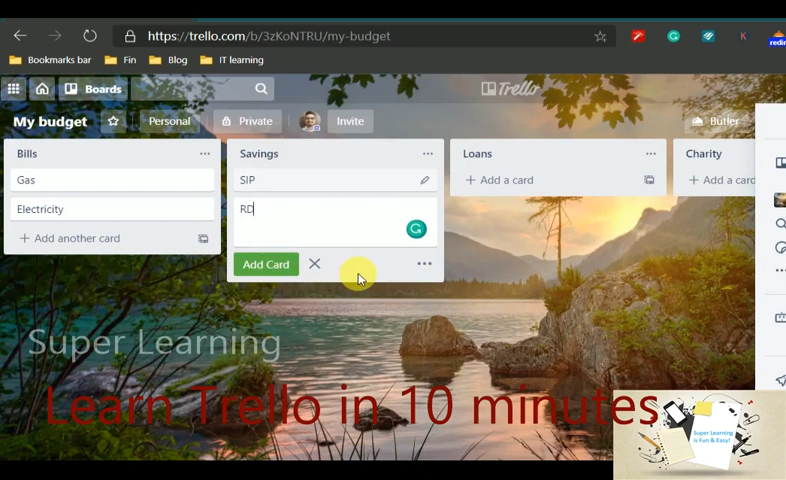 https://trello.com/b/3zKoNTRU/my-budget
Bookmarks bar Fin Blog IT learning
Boards Trello
My budget Personal Private Invite Butler
Bills
Gas
Electricity
+ Add another card
Savings
SIP
RD
Add Card
Loans
+ Add a card
Charity
+ Add a card
Super Learning
Learn Trello in 10 minutes
Super Learning
is Fun & Easy!